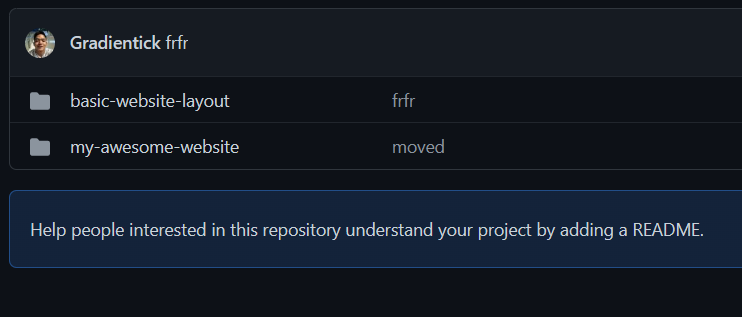 Gradientick frfr
basic-website-layout frfr
my-awesome-website moved
Help people interested in this repository understand your project by adding a README.